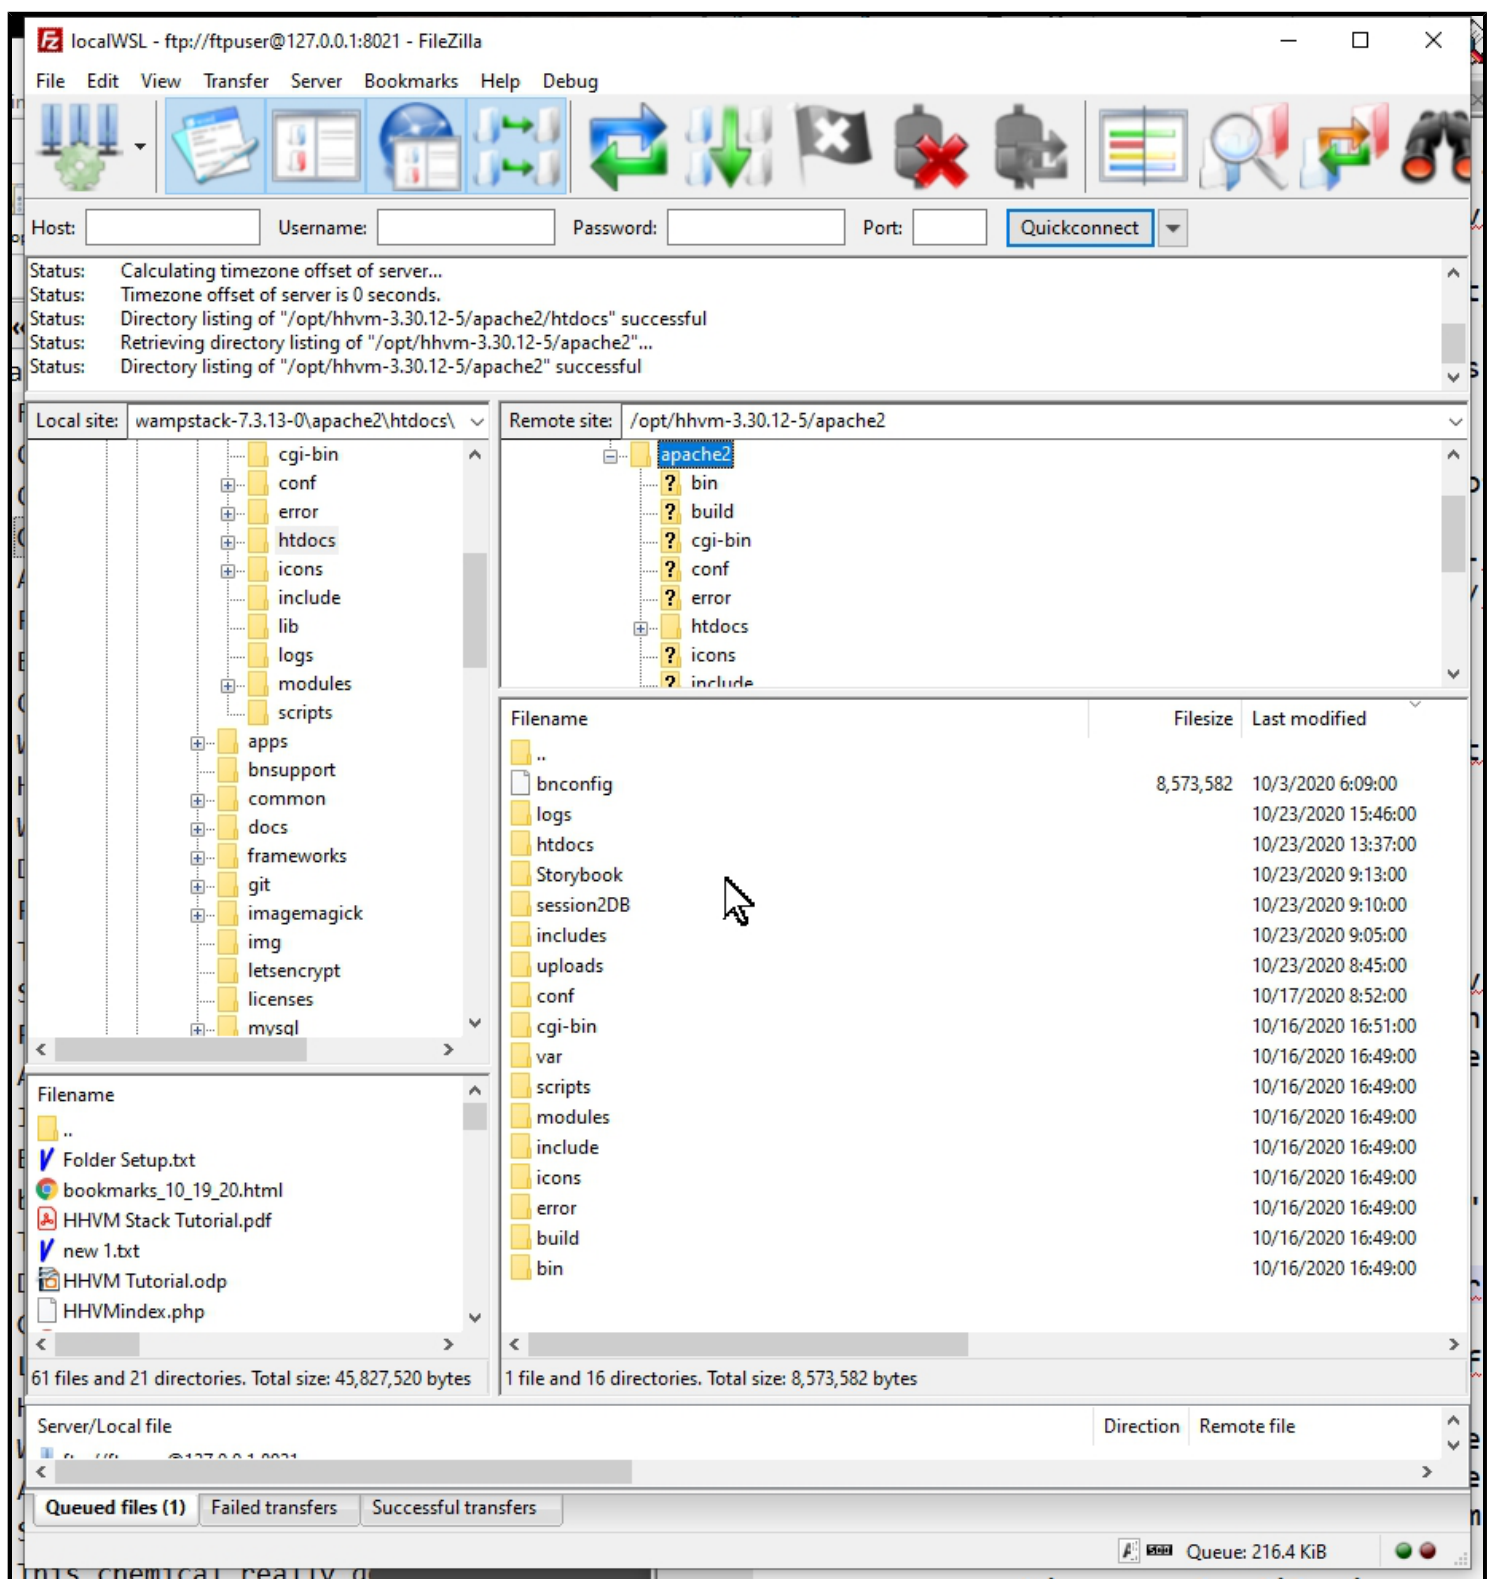 localWSL - ftp://ftpuser@127.0.0.1:8021 - FileZilla
File Edit View Transfer Server Bookmarks Help Debug
Host: Username: Password: Port: Quickconnect
Status: Calculating timezone offset of server...
Status: Timezone offset of server is 0 seconds.
Status: Directory listing of "/opt/hhvm-3.30.12-5/apache2/htdocs" successful
Status: Retrieving directory listing of "/opt/hhvm-3.30.12-5/apache2"...
Status: Directory listing of "/opt/hhvm-3.30.12-5/apache2" successful
Local site: wampstack-7.3.13-0\apache2\htdocs\
cgi-bin
conf
error
htdocs
icons
include
lib
logs
modules
scripts
apps
bnsupport
common
docs
frameworks
git
imagemagick
img
letsencrypt
licenses
mysql
Filename
..
Folder Setup.txt
bookmarks_10_19_20.html
HHVM Stack Tutorial.pdf
new 1.txt
HHVM Tutorial.odp
HHVMindex.php
61 files and 21 directories. Total size: 45,827,520 bytes
Remote site: /opt/hhvm-3.30.12-5/apache2
apache2
? bin
? build
? cgi-bin
? conf
? error
htdocs
? icons
? include
Filename Filesize Last modified
..
bnconfig 8,573,582 10/3/2020 6:09:00
logs 10/23/2020 15:46:00
htdocs 10/23/2020 13:37:00
Storybook 10/23/2020 9:13:00
session2DB 10/23/2020 9:10:00
includes 10/23/2020 9:05:00
uploads 10/23/2020 8:45:00
conf 10/17/2020 8:52:00
cgi-bin 10/16/2020 16:51:00
var 10/16/2020 16:49:00
scripts 10/16/2020 16:49:00
modules 10/16/2020 16:49:00
include 10/16/2020 16:49:00
icons 10/16/2020 16:49:00
error 10/16/2020 16:49:00
build 10/16/2020 16:49:00
bin 10/16/2020 16:49:00
1 file and 16 directories. Total size: 8,573,582 bytes
Server/Local file Direction Remote file
Queued files (1) Failed transfers Successful transfers
Queue: 216.4 KiB
This chemical really